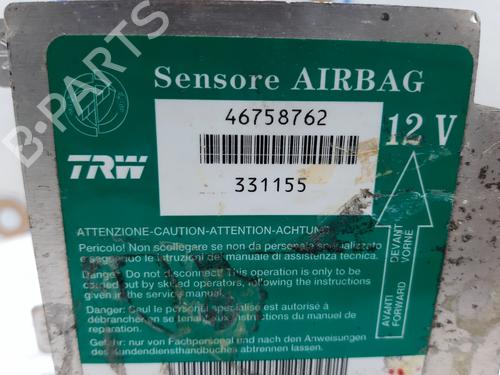 B-PARTS
Sensore AIRBAG
46758762
12 V
TRW
331155
ATTENZIONE-CAUTION-ATTENTION-ACHTUNG
Pericolo! Non scollegare se non da personale specializzato
e seguendo le istruzioni del manuale di assistenza tecnica.
Danger: Do not disconnect! The operation is only to be
carried out by skilled operators, following the instructions
given in the service manual.
Danger: Seul le personnel spécialisé est autorisé à
débrancher en se tenant aux instructions du manuel de
reparation.
Gefahr: nur von Fachpersonal und nach den Anweisungen
des Kundendiensthandbuches abtrennen lassen.
AVANTI DEVANT
FORWARD VORNE